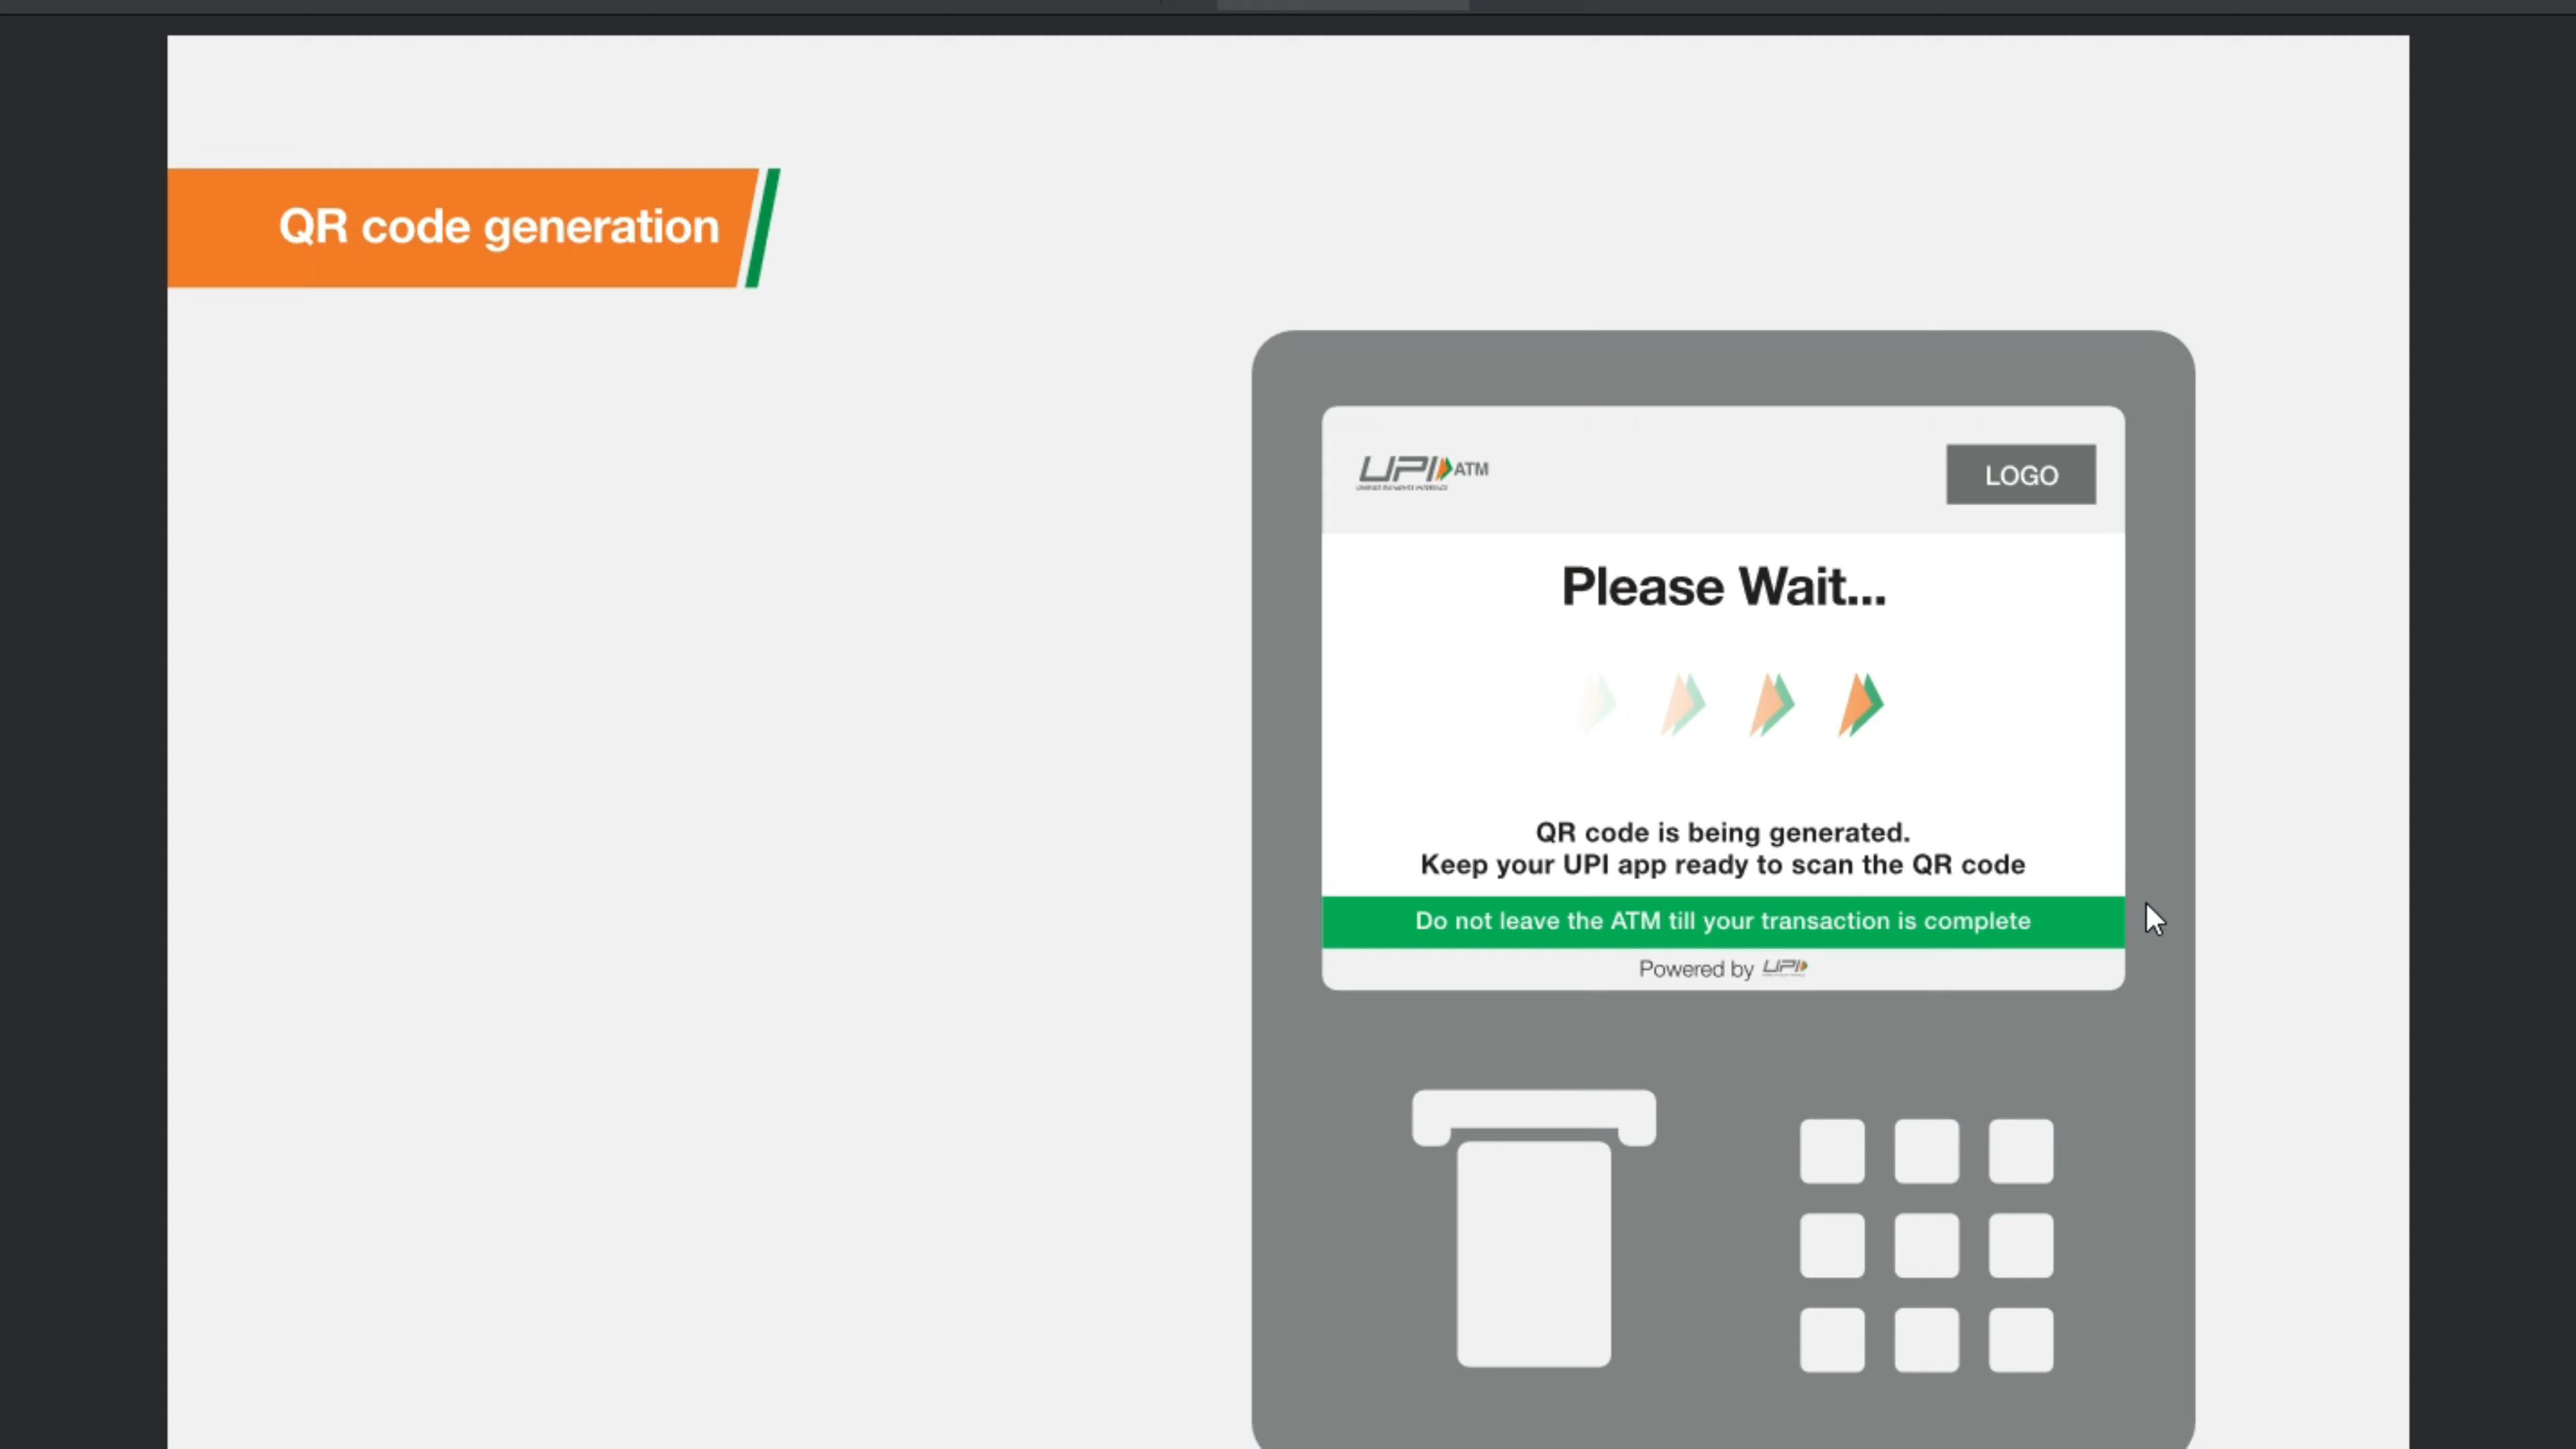 QR code generation
UPI ATM
LOGO
Please Wait...
QR code is being generated.
Keep your UPI app ready to scan the QR code
Do not leave the ATM till your transaction is complete
Powered by UPI